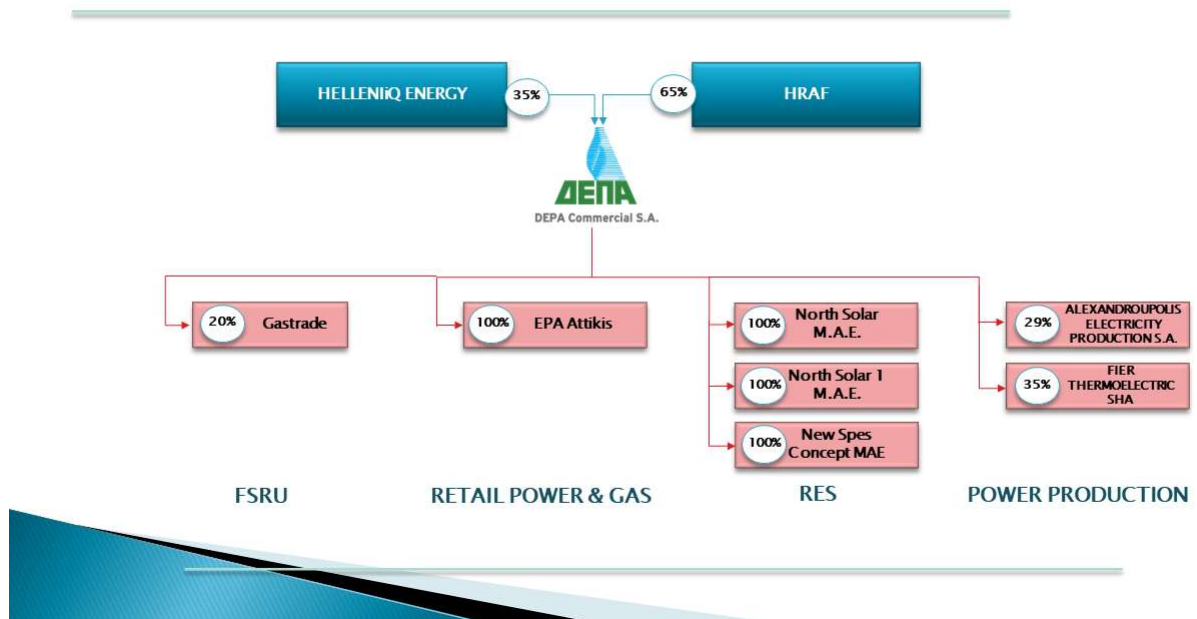 HELLENiQ ENERGY
35%
65%
HRAF
ΔΕΠΑ
DEPA Commercial S.A.
20%
Gastrade
100%
EPA Attikis
100%
North Solar
M.A.E.
100%
North Solar 1
M.A.E.
100%
New Spes
Concept MAE
29%
ALEXANDROUPOLIS
ELECTRICITY
PRODUCTION S.A.
35%
FIER
THERMOELECTRIC
SHA
FSRU
RETAIL POWER & GAS
RES
POWER PRODUCTION